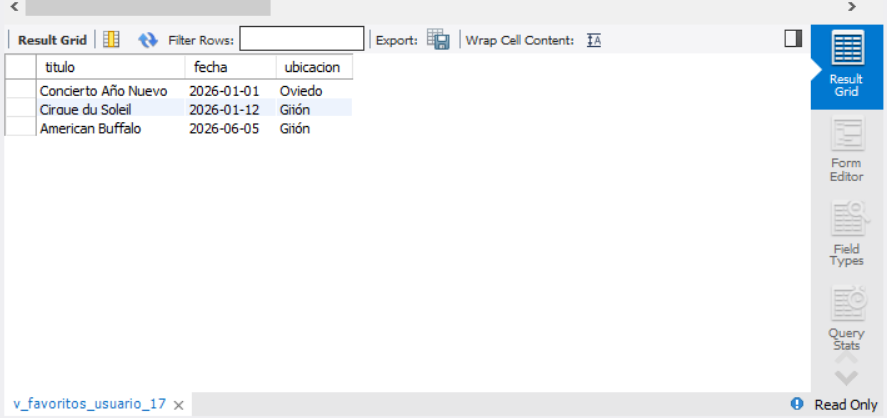 Result Grid Filter Rows: Export: Wrap Cell Content: IA
titulo fecha ubicacion
Concierto Año Nuevo 2026-01-01 Oviedo
Cirque du Soleil 2026-01-12 Gijón
American Buffalo 2026-06-05 Gijón
Result
Grid
Form
Editor
Field
Types
Query
Stats
v_favoritos_usuario_17 Read Only